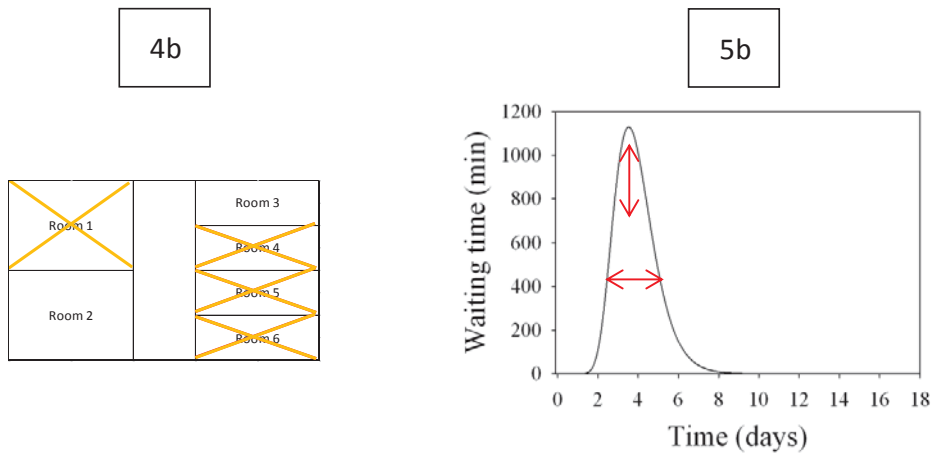 4b
5b
Room 1
Room 2
Room 3
Room 4
Room 5
Room 6
Waiting time (min)
1200
1000
800
600
400
200
0
0 2 4 6 8 10 12 14 16 18
Time (days)